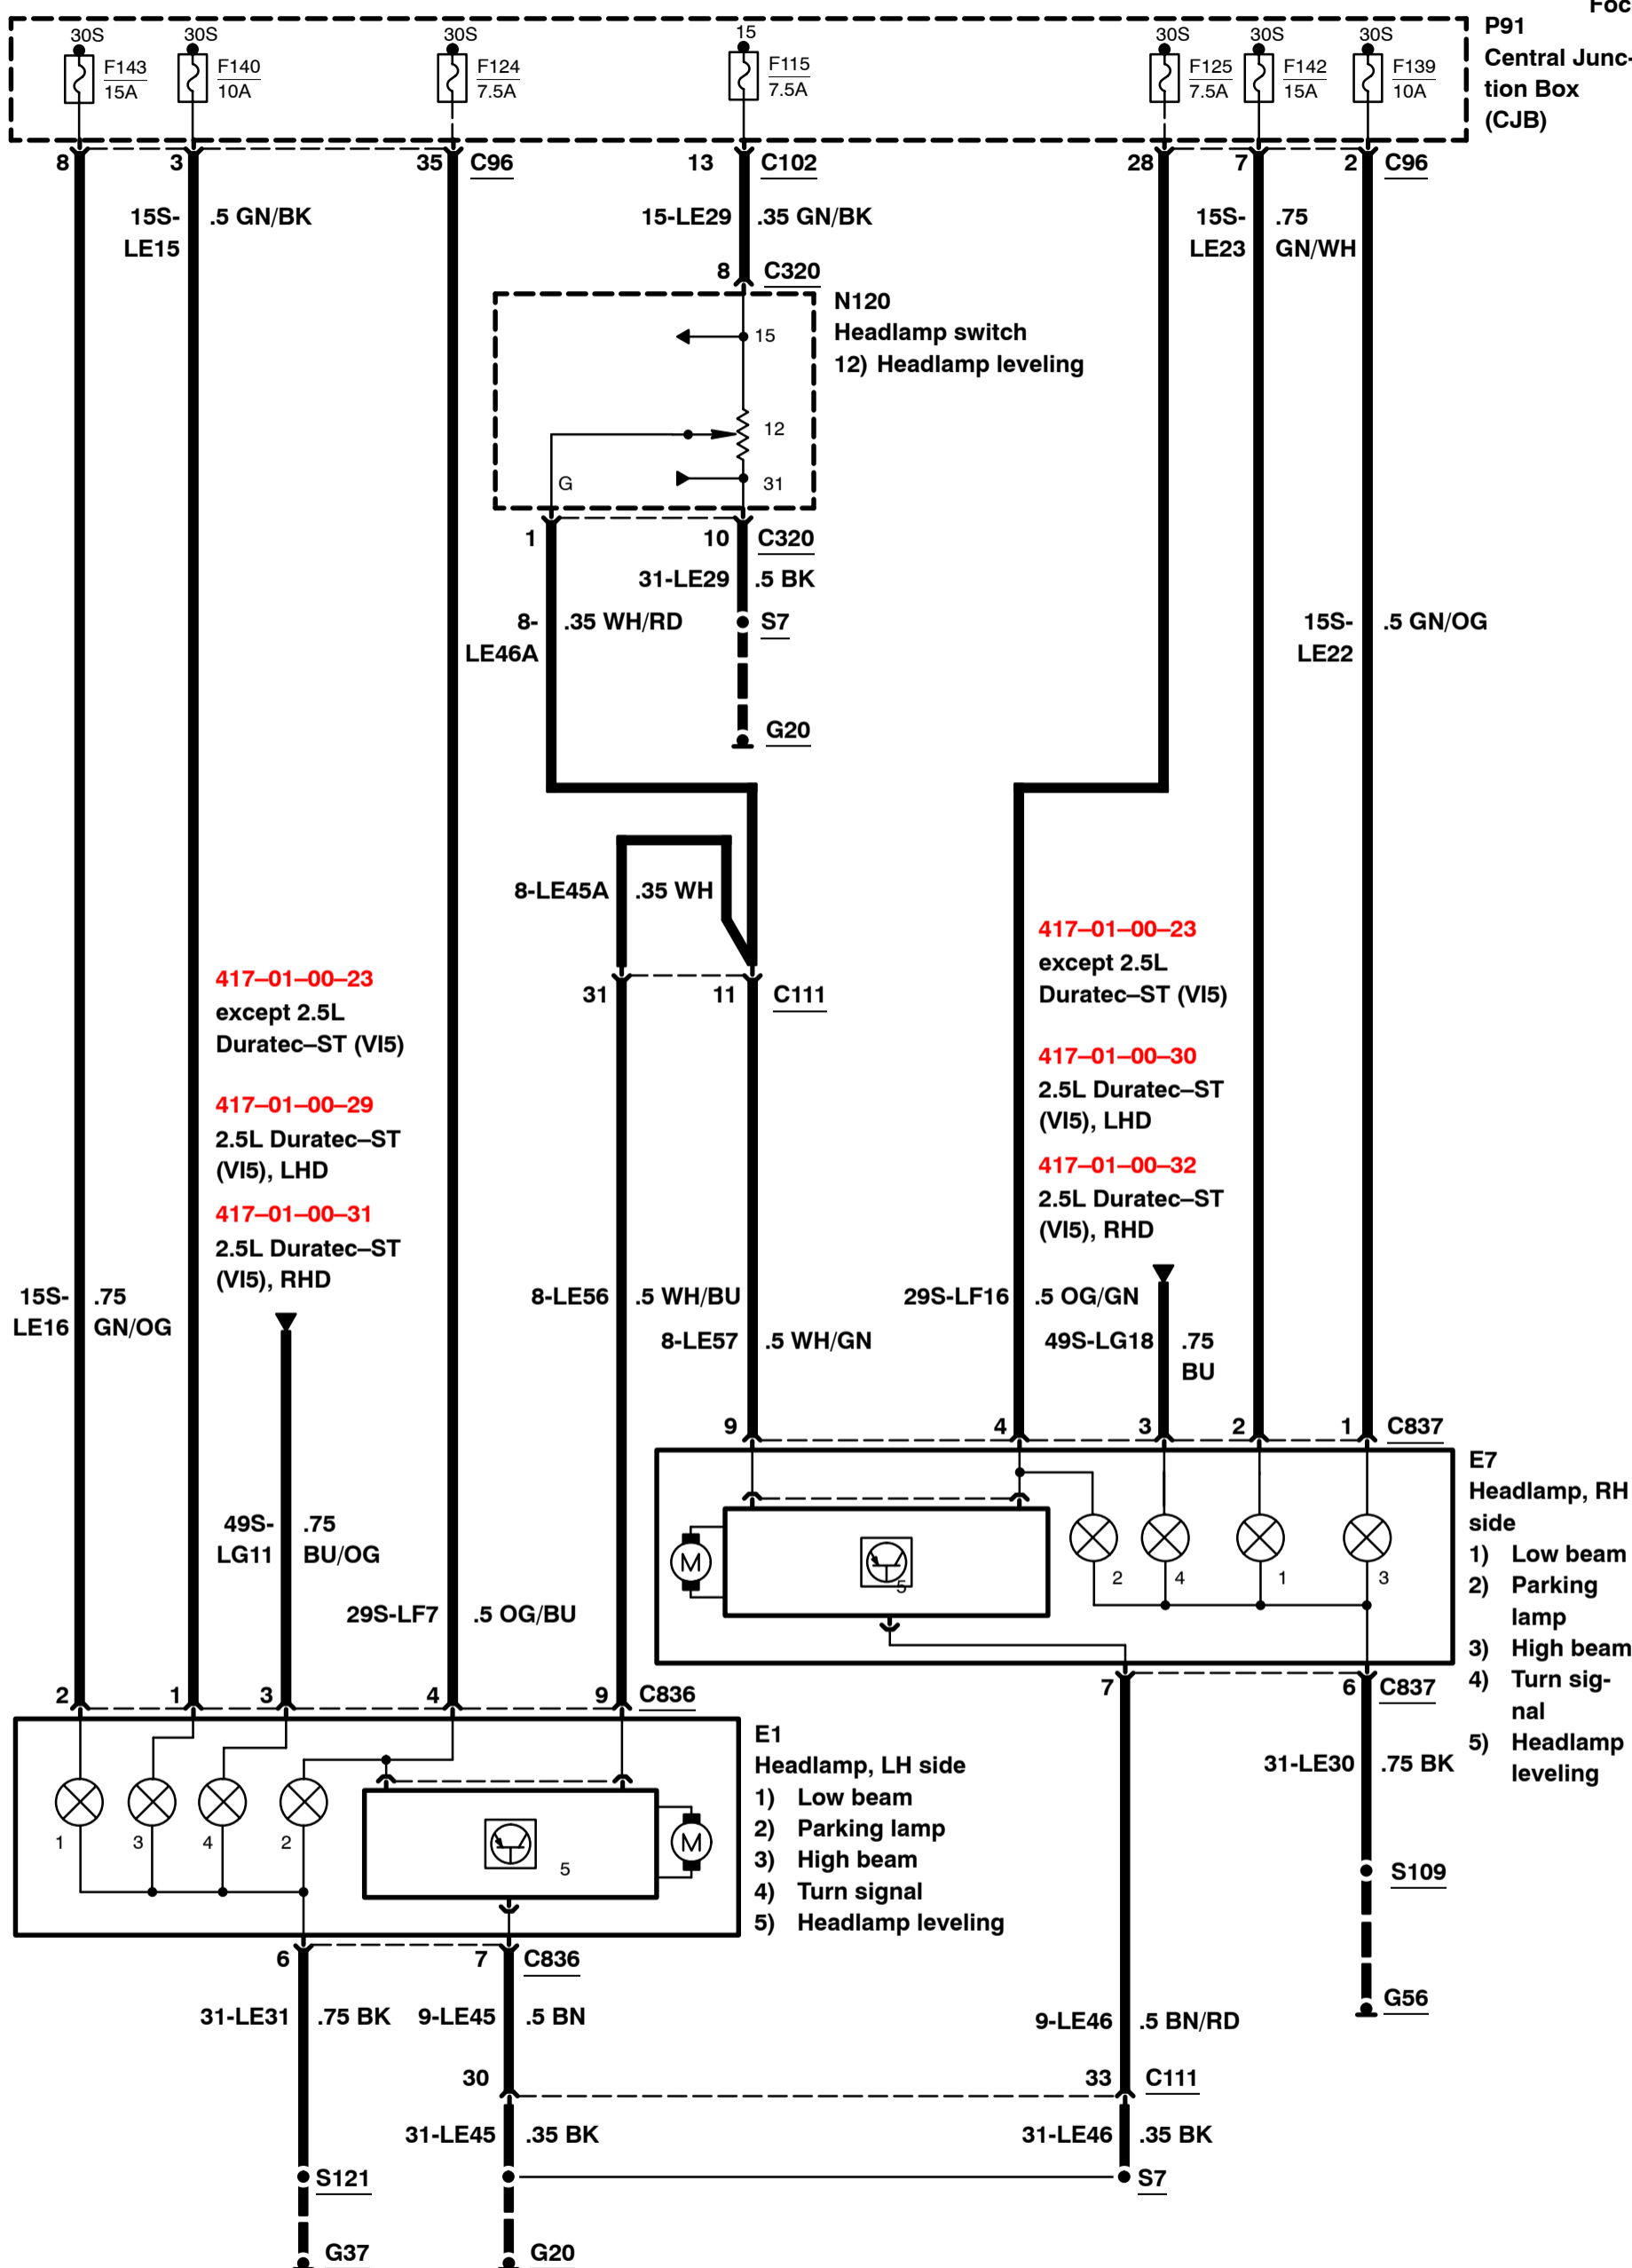 Foc
P91
Central Junc-
tion Box
(CJB)
30S
F143
15A
30S
F140
10A
30S
F124
7.5A
15
F115
7.5A
30S
F125
7.5A
30S
F142
15A
30S
F139
10A
8
3
35
C96
13
C102
28
7
2
C96
15S-
LE15
.5 GN/BK
15-LE29
.35 GN/BK
15S-
LE23
.75
GN/WH
8
C320
N120
Headlamp switch
12) Headlamp leveling
15
12
G
31
1
10
C320
31-LE29
.5 BK
8-
LE46A
.35 WH/RD
S7
15S-
LE22
.5 GN/OG
G20
8-LE45A
.35 WH
417–01–00–23
except 2.5L
Duratec–ST (VI5)
417–01–00–29
2.5L Duratec–ST
(VI5), LHD
417–01–00–31
2.5L Duratec–ST
(VI5), RHD
31
11
C111
417–01–00–23
except 2.5L
Duratec–ST (VI5)
417–01–00–30
2.5L Duratec–ST
(VI5), LHD
417–01–00–32
2.5L Duratec–ST
(VI5), RHD
15S-
LE16
.75
GN/OG
8-LE56
.5 WH/BU
8-LE57
.5 WH/GN
29S-LF16
.5 OG/GN
49S-LG18
.75
BU
9
4
3
2
1
C837
E7
Headlamp, RH
side
1) Low beam
2) Parking
lamp
3) High beam
4) Turn sig-
nal
5) Headlamp
leveling
49S-
LG11
.75
BU/OG
29S-LF7
.5 OG/BU
M
5
2
4
1
3
2
1
3
4
9
C836
7
6
C837
E1
Headlamp, LH side
1) Low beam
2) Parking lamp
3) High beam
4) Turn signal
5) Headlamp leveling
31-LE30
.75 BK
1
3
4
2
5
M
S109
6
7
C836
31-LE31
.75 BK
9-LE45
.5 BN
9-LE46
.5 BN/RD
G56
30
33
C111
31-LE45
.35 BK
31-LE46
.35 BK
S121
S7
G37
G20